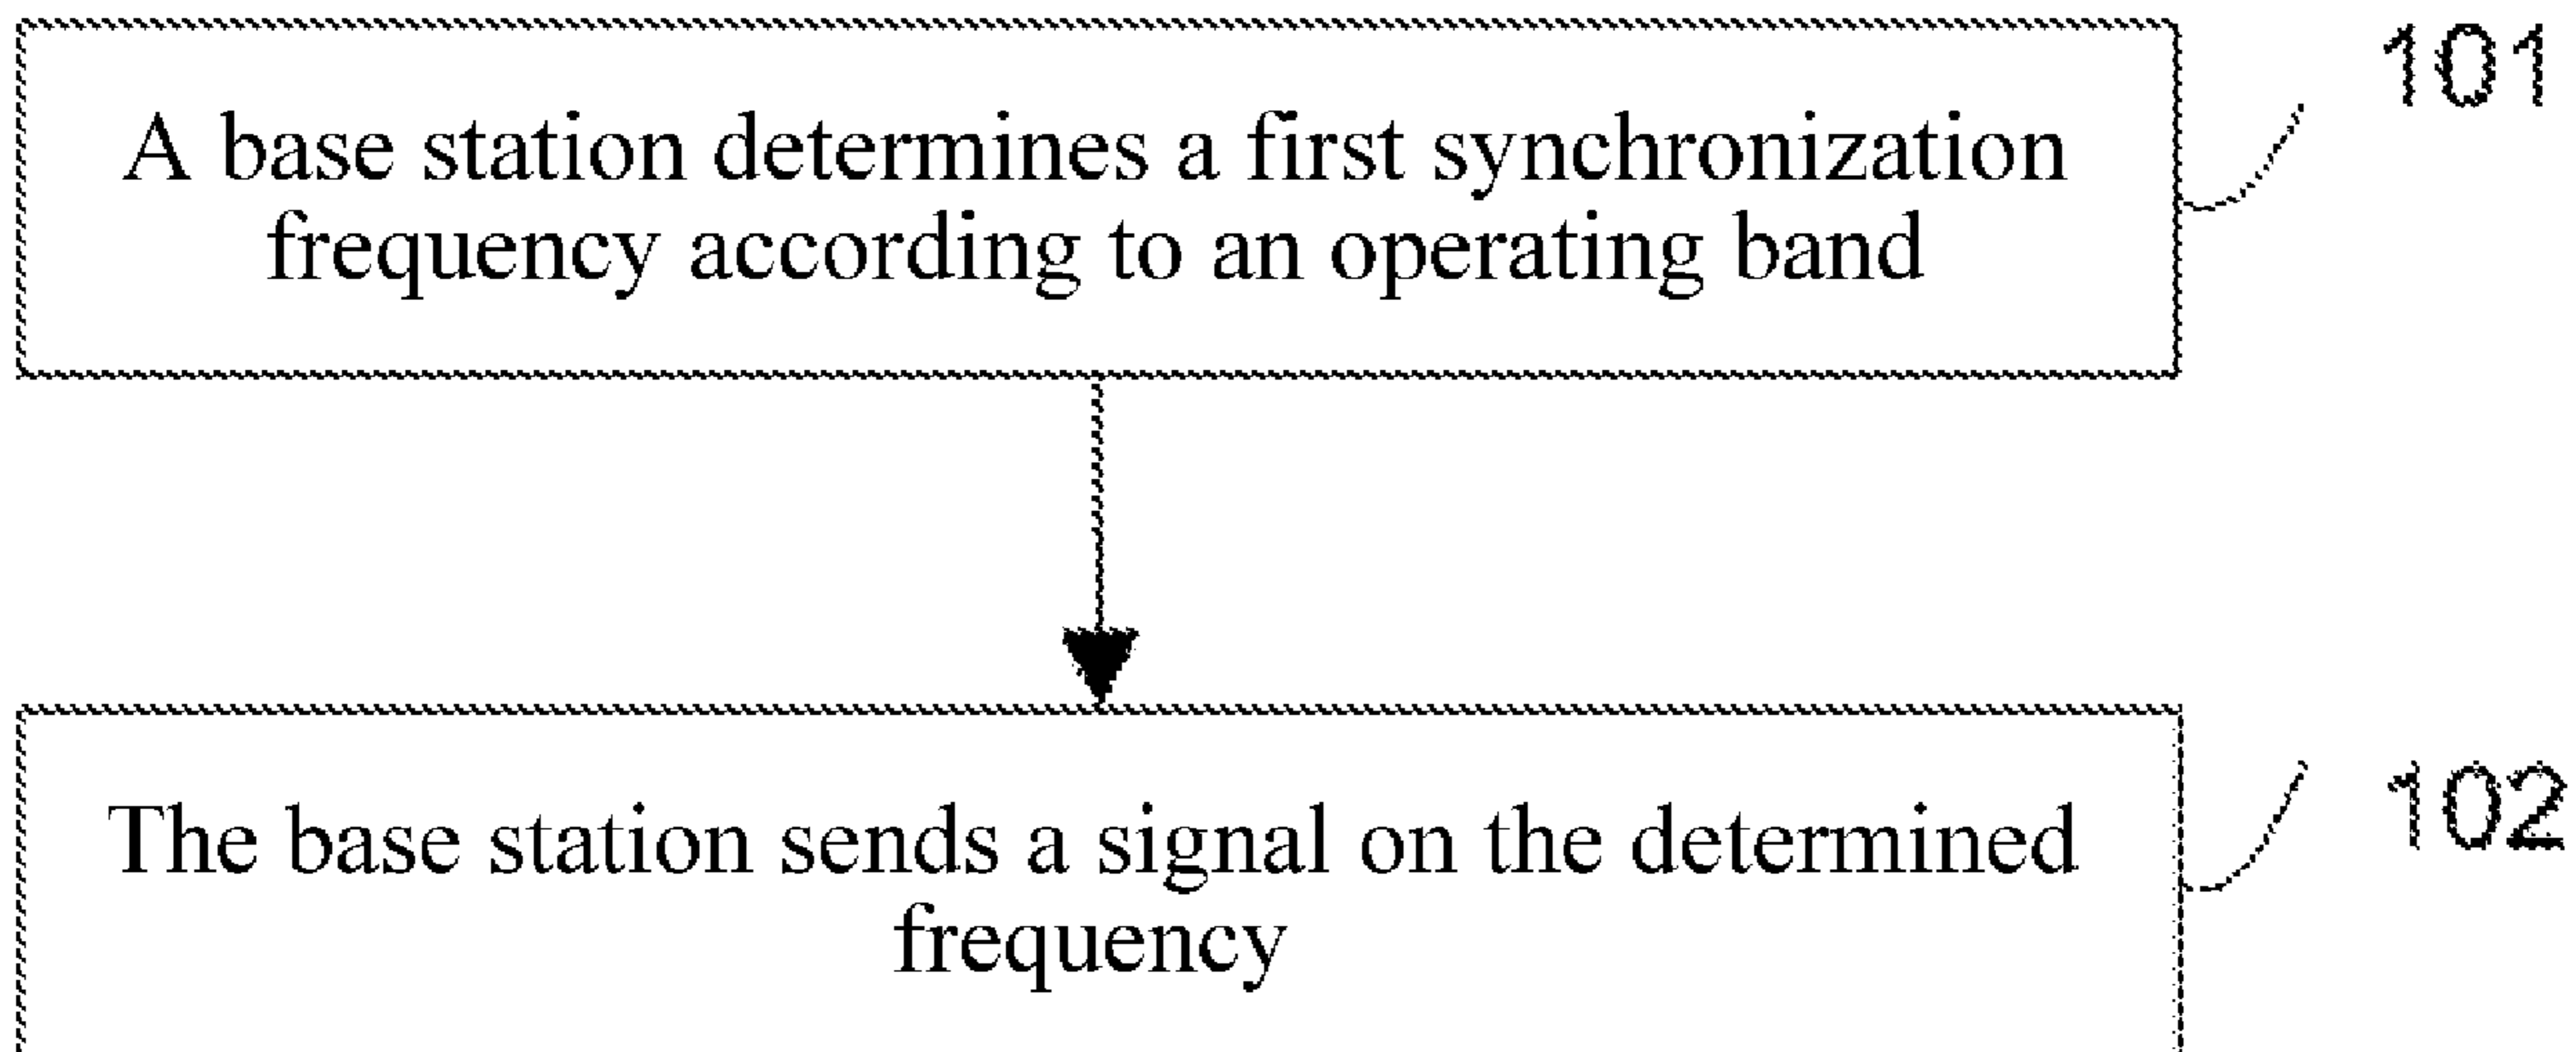 101
A base station determines a first synchronization
frequency according to an operating band
102
The base station sends a signal on the determined
frequency